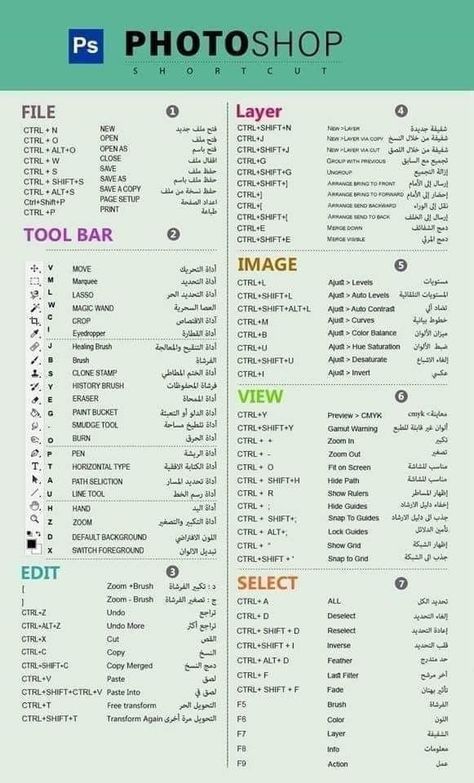 Ps PHOTOSHOP
SHORTCUT
FILE 1
CTRL + N NEW فتح ملف جديد
CTRL + O OPEN فتح ملف
CTRL + ALT+O OPEN AS فتح باسم
CTRL + W CLOSE اقفال ملف
CTRL + S SAVE حفظ
CTRL + SHIFT+S SAVE AS حفظ باسم
CTRL + ALT+S SAVE A COPY حفظ نسخة من ملف
Ctrl+Shift+P PAGE SETUP اعداد الصفحة
CTRL +P PRINT طباعة
TOOL BAR 2
V MOVE أداة التحريك
M Marquee أداة التحديد
L LASSO أداة التحديد الحر
W MAGIC WAND العصا السحرية
C CROP أداة الاقتصاص
I Eyedropper أداة القطارة
J Healing Brush أداة التنقيح والمعالجة
B Brush الفرشاة
S CLONE STAMP أداة الختم المطاطي
Y HISTORY BRUSH فرشاة المحفوظات
E ERASER أداة الممحاة
G PAINT BUCKET أداة الدلو أو التعبئة
. SMUDGE TOOL أداة تلطيخ مساحة
O BURN أداة الحرق
P PEN أداة الريشة
T HORIZONTAL TYPE أداة الكتابة الافقية
A PATH SELICTION أداة تحديد المسار
U LINE TOOL أداة رسم الخط
H HAND أداة اليد
Z ZOOM أداة التكبير والتصغير
D DEFAULT BACKGROUND اللون الافتراضي
X SWITCH FOREGROUND تبديل الالوان
EDIT 3
[ Zoom +Brush د : تكبير الفرشاة
] Zoom - Brush ج : تصغير الفرشاة
CTRL+Z Undo تراجع
CTRL+ALT+Z Undo More أكثر تراجع
CTRL+X Cut القص
CTRL+C Copy النسخ
CTRL+SHIFT+C Copy Merged دمج النسخ
CTRL+V Paste لصق
CTRL+SHIFT+CTRL+V Paste Into لصق في
CTRL+T Free transform التحويل الحر
CTRL+SHIFT+T Transform Again التحويل مرة أخرى
Layer 4
CTRL+SHIFT+N New >Layer شفيفة جديدة
CTRL+J New >Layer via copy شفيفة من خلال النسخ
CTRL+SHIFT+J New >Layer via cut شفيفة من خلال اللصق
CTRL+G Group with previous تجميع مع السابق
CTRL+SHIFT+G Ungroup إزالة التجميع
CTRL+SHIFT+] Arrange bring to front إرسال إلى الأمام
CTRL+] Arrange bring to forward إحضار إلى الأمام
CTRL+[ Arrange send backward نقل إلى الوراء
CTRL+SHIFT+[ Arrange send to back
CTRL+E Merge down دمج الشفائف
CTRL+SHIFT+E Merge visible دمج المرئي
IMAGE 5
CTRL+L Ajust > Levels مستويات
CTRL+SHIFT+L Ajust > Auto Levels المستويات التلقائية
CTRL+SHIFT+ALT+L Ajust > Auto Contrast تضاد آلي
CTRL+M Ajust > Curves خطوط بيانية
CTRL+B Ajust > Color Balance ميزان الألوان
CTRL+U Ajust > Hue Saturation ضبط الألوان
CTRL+SHIFT+U Ajust > Desaturate إلغاء الاشباع
CTRL+I Ajust > Invert عكسي
VIEW 6
CTRL+Y Preview > CMYK معاينة> cmyk
CTRL+SHIFT+Y Gamut Warning ألوان غير قابلة للطبع
CTRL + + Zoom In تكبير
CTRL + - Zoom Out تصغير
CTRL + O Fit on Screen مناسب للشاشة
CTRL + SHIFT+H Hide Path مناسب للشاشة
CTRL + R Show Rulers إظهار المساطر
CTRL + ; Hide Guides إخفاء دليل الإرشاد
CTRL + SHIFT+; Snap To Guides جذب الى دليل الارشاد
CTRL + ALT+; Lock Guides تأمين دليل الارشاد
CTRL + " Show Grid إظهار الشبكة
CTRL+SHIFT+ ' Snap to Grid جذب الى الشبكة
SELECT 7
CTRL+ A ALL تحديد الكل
CTRL+ D Deselect إلغاء التحديد
CTRL+ SHIFT + D Reselect إعادة التحديد
CTRL+ SHIFT + I Inverse قلب التحديد
CTRL+ ALT+ D Feather حد متدرج
CTRL+ F Last Filter آخر مرشح
CTRL+ SHIFT+ F Fade تأثير بهتان
F5 Brush الفرشاة
F6 Color اللون
F7 Layer الشفيفة
F8 Info معلومات
F9 Action عمل